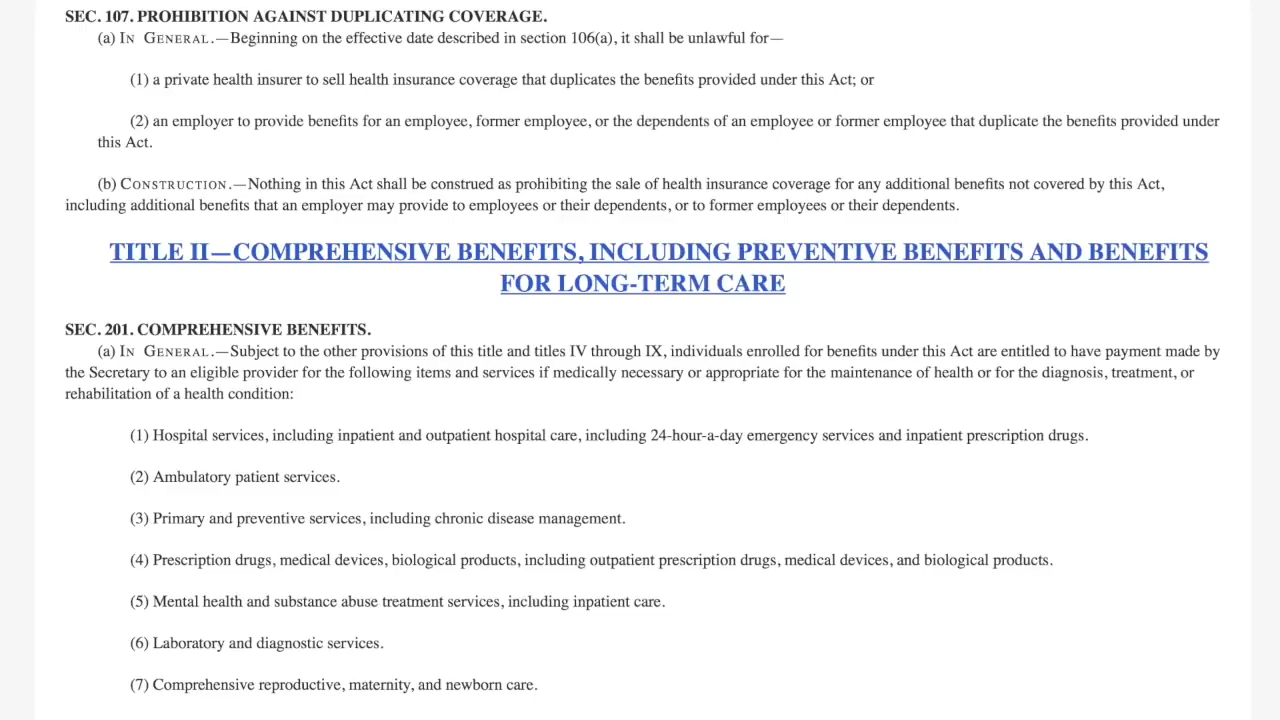 SEC. 107. PROHIBITION AGAINST DUPLICATING COVERAGE.
(a) IN GENERAL.—Beginning on the effective date described in section 106(a), it shall be unlawful for—
(1) a private health insurer to sell health insurance coverage that duplicates the benefits provided under this Act; or
(2) an employer to provide benefits for an employee, former employee, or the dependents of an employee or former employee that duplicate the benefits provided under
this Act.
(b) CONSTRUCTION.—Nothing in this Act shall be construed as prohibiting the sale of health insurance coverage for any additional benefits not covered by this Act,
including additional benefits that an employer may provide to employees or their dependents, or to former employees or their dependents.
TITLE II—COMPREHENSIVE BENEFITS, INCLUDING PREVENTIVE BENEFITS AND BENEFITS
FOR LONG-TERM CARE
SEC. 201. COMPREHENSIVE BENEFITS.
(a) IN GENERAL.—Subject to the other provisions of this title and titles IV through IX, individuals enrolled for benefits under this Act are entitled to have payment made by
the Secretary to an eligible provider for the following items and services if medically necessary or appropriate for the maintenance of health or for the diagnosis, treatment, or
rehabilitation of a health condition:
(1) Hospital services, including inpatient and outpatient hospital care, including 24-hour-a-day emergency services and inpatient prescription drugs.
(2) Ambulatory patient services.
(3) Primary and preventive services, including chronic disease management.
(4) Prescription drugs, medical devices, biological products, including outpatient prescription drugs, medical devices, and biological products.
(5) Mental health and substance abuse treatment services, including inpatient care.
(6) Laboratory and diagnostic services.
(7) Comprehensive reproductive, maternity, and newborn care.